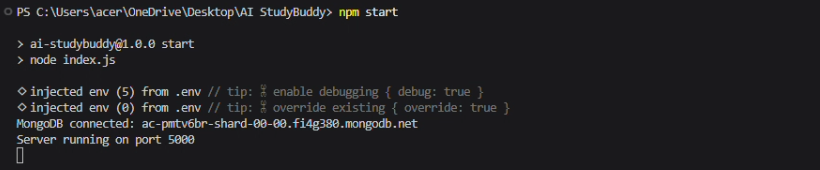 PS C:\Users\acer\OneDrive\Desktop\AI StudyBuddy> npm start
> ai-studybuddy@1.0.0 start
> node index.js
◇ injected env (5) from .env // tip: enable debugging { debug: true }
◇ injected env (0) from .env // tip: override existing { override: true }
MongoDB connected: ac-pmtv6br-shard-00-00.fi4g380.mongodb.net
Server running on port 5000